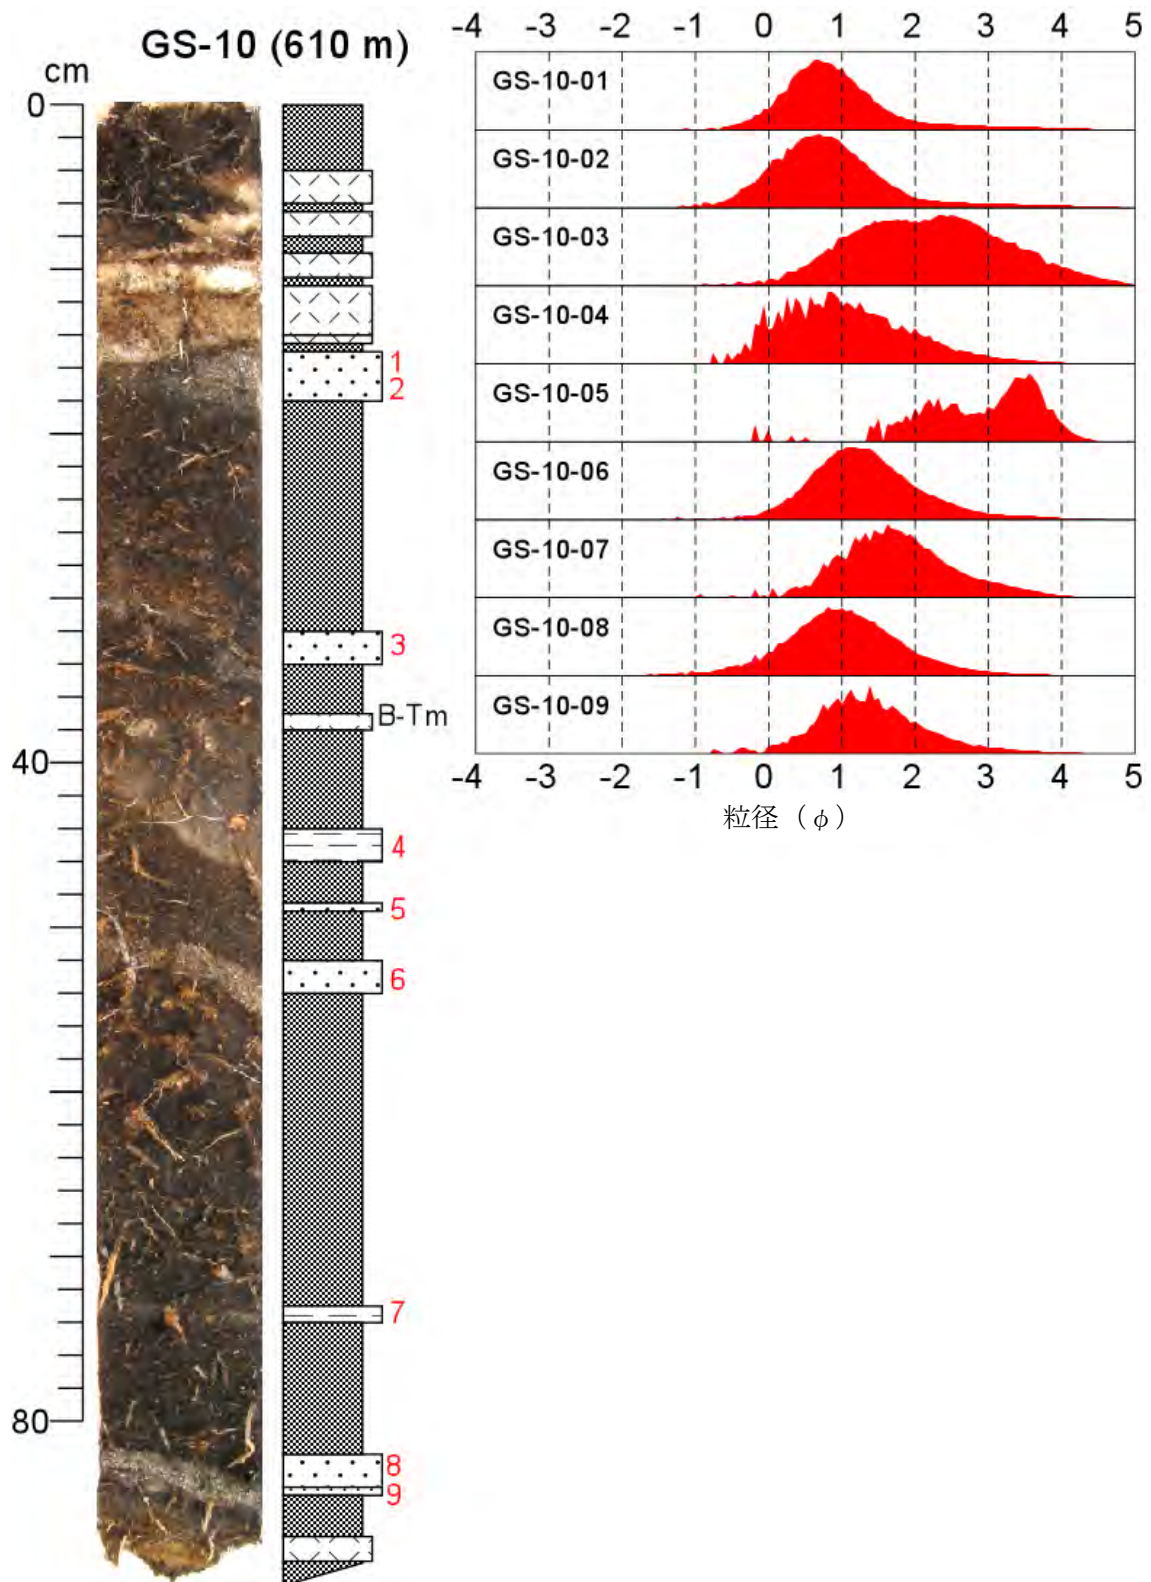 GS-10 (610 m)
cm
0
40
80
1
2
3
B-Tm
4
5
6
7
8
9
-4 -3 -2 -1 0 1 2 3 4 5
GS-10-01
GS-10-02
GS-10-03
GS-10-04
GS-10-05
GS-10-06
GS-10-07
GS-10-08
GS-10-09
-4 -3 -2 -1 0 1 2 3 4 5
粒径（φ）